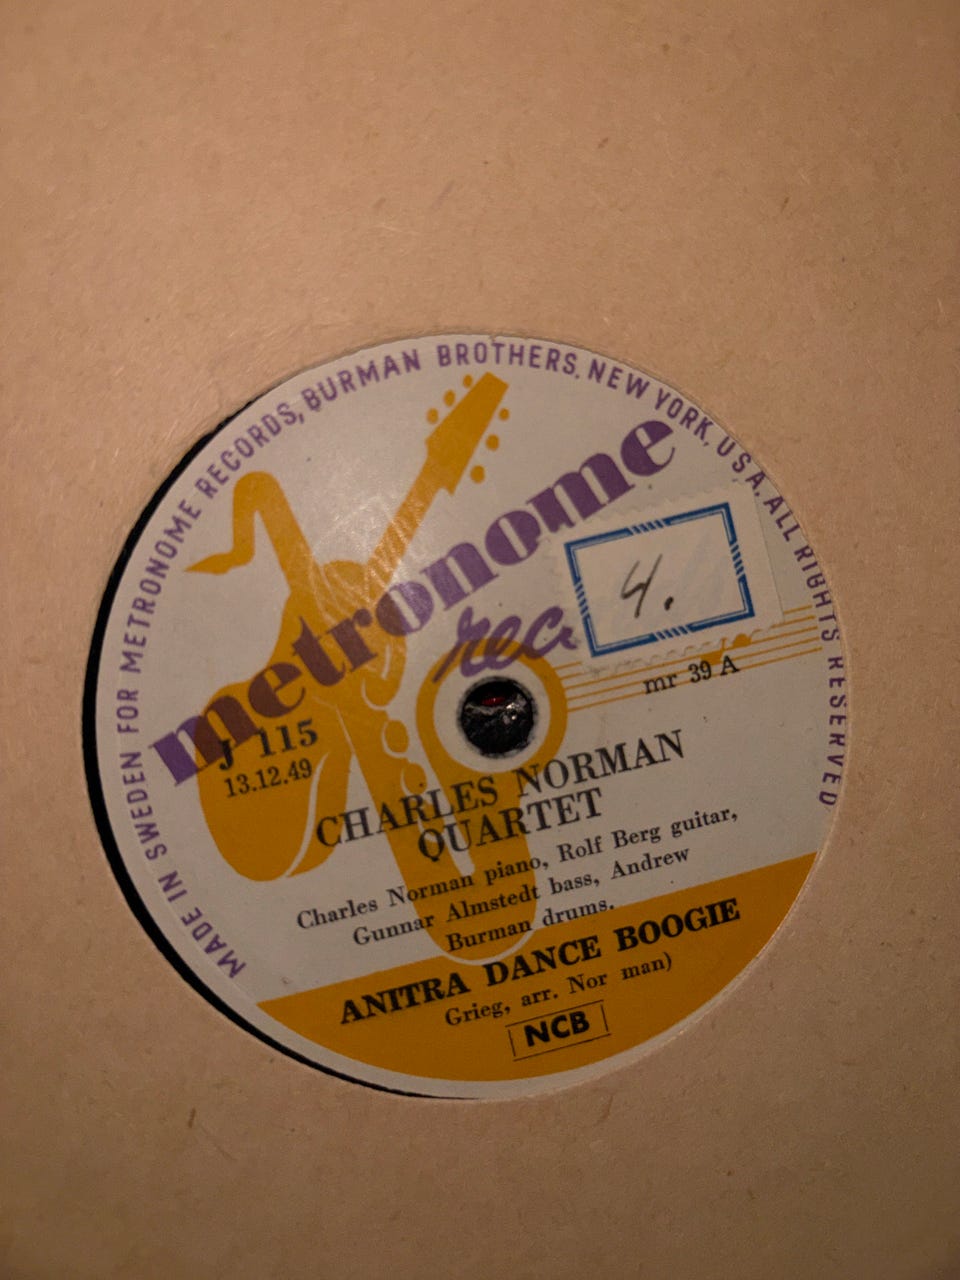 MADE IN SWEDEN FOR METRONOME RECORDS, BURMAN BROTHERS, NEW YORK, U.S.A. ALL RIGHTS RESERVED
metronome
4.
mr 39 A
J 115
13.12.49
CHARLES NORMAN
QUARTET
Charles Norman piano, Rolf Berg guitar,
Gunnar Almstedt bass, Andrew
Burman drums.
ANITRA DANCE BOOGIE
Grieg, arr. Nor man)
NCB